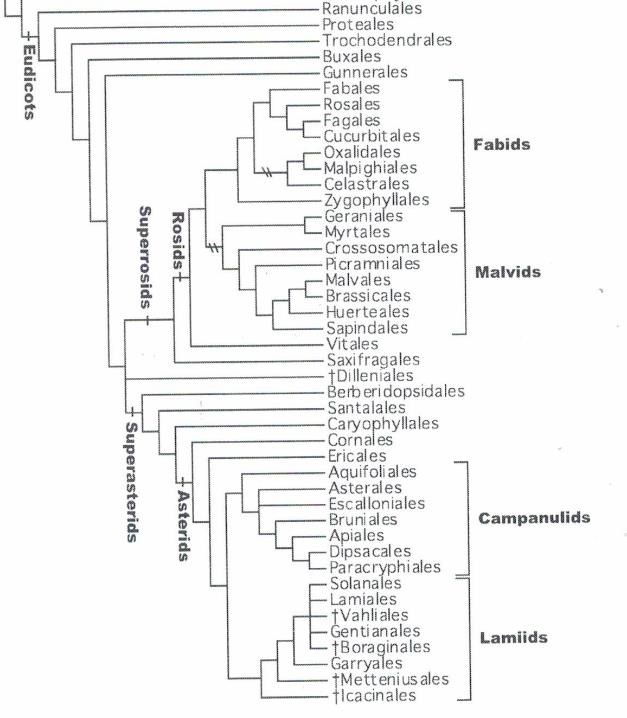 Ranunculales
Proteales
Trochodendrales
Buxales
Gunnerales
Fabales
Rosales
Fagales
Cucurbitales
Oxalidales
Malpighiales
Celastrales
Zygophyllales
Geraniales
Myrtales
Crossosomatales
Picramniales
Malvales
Brassicales
Huerteales
Sapindales
Vitales
Saxifragales
†Dilleniales
Berberidopsidales
Santalales
Caryophyllales
Cornales
Ericales
Aquifoliales
Asterales
Escalloniales
Bruniales
Apiales
Dipsacales
Paracryphiales
Solanales
Lamiales
†Vahliales
Gentianales
†Boraginales
Garryales
†Metteniusales
†Icacinales
Eudicots
Superrosids
Rosids
Superasterids
Asterids
Fabids
Malvids
Campanulids
Lamiids